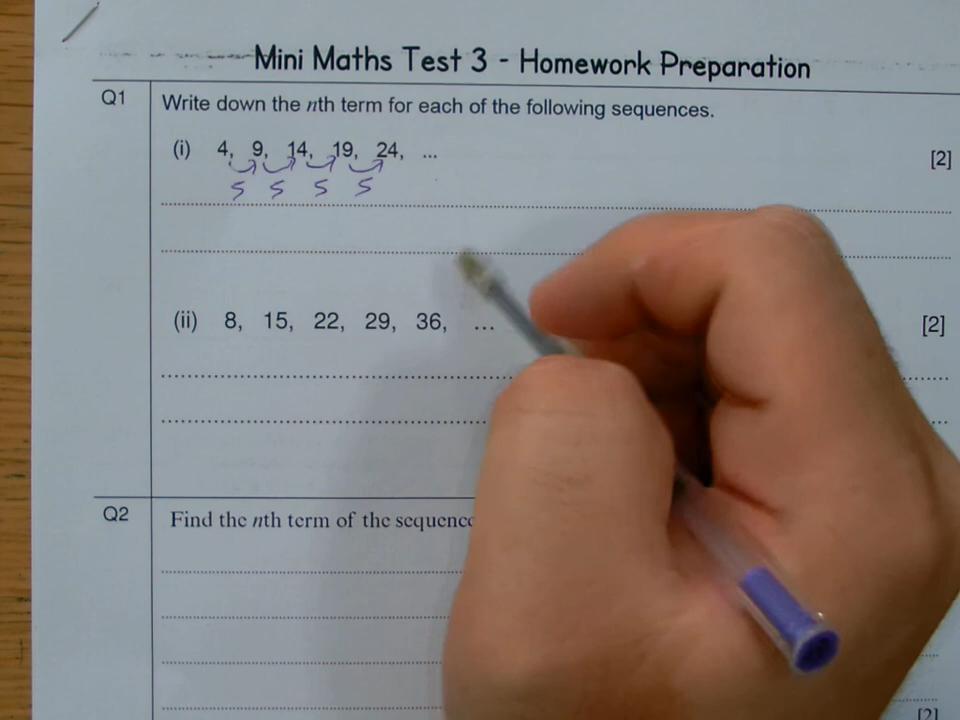 Mini Maths Test 3 - Homework Preparation
Q1 Write down the nth term for each of the following sequences.
(i) 4, 9, 14, 19, 24, ... [2]
5 5 5 5
(ii) 8, 15, 22, 29, 36, ... [2]
Q2 Find the nth term of the sequence
[2]